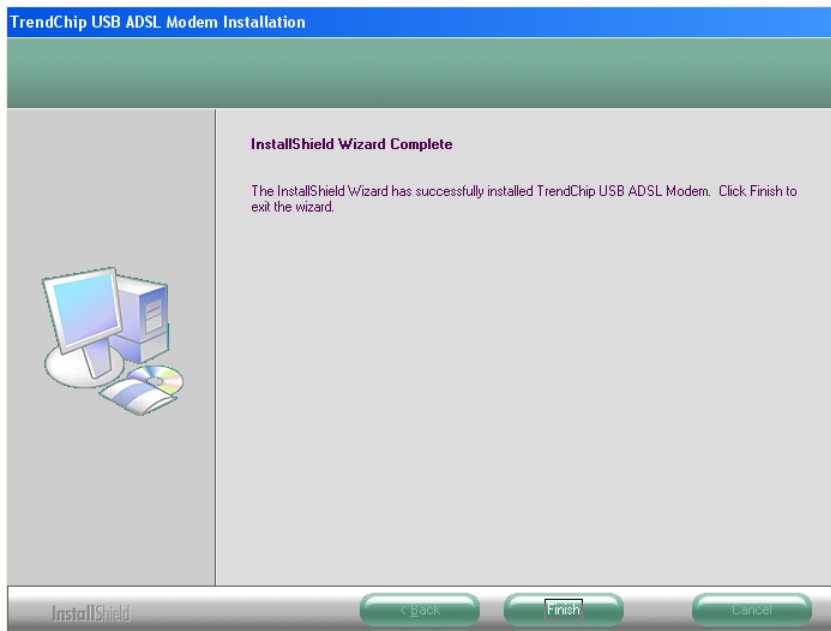 TrendChip USB ADSL Modem Installation
InstallShield Wizard Complete
The InstallShield Wizard has successfully installed TrendChip USB ADSL Modem. Click Finish to
exit the wizard.
InstallShield
< Back
Finish
Cancel